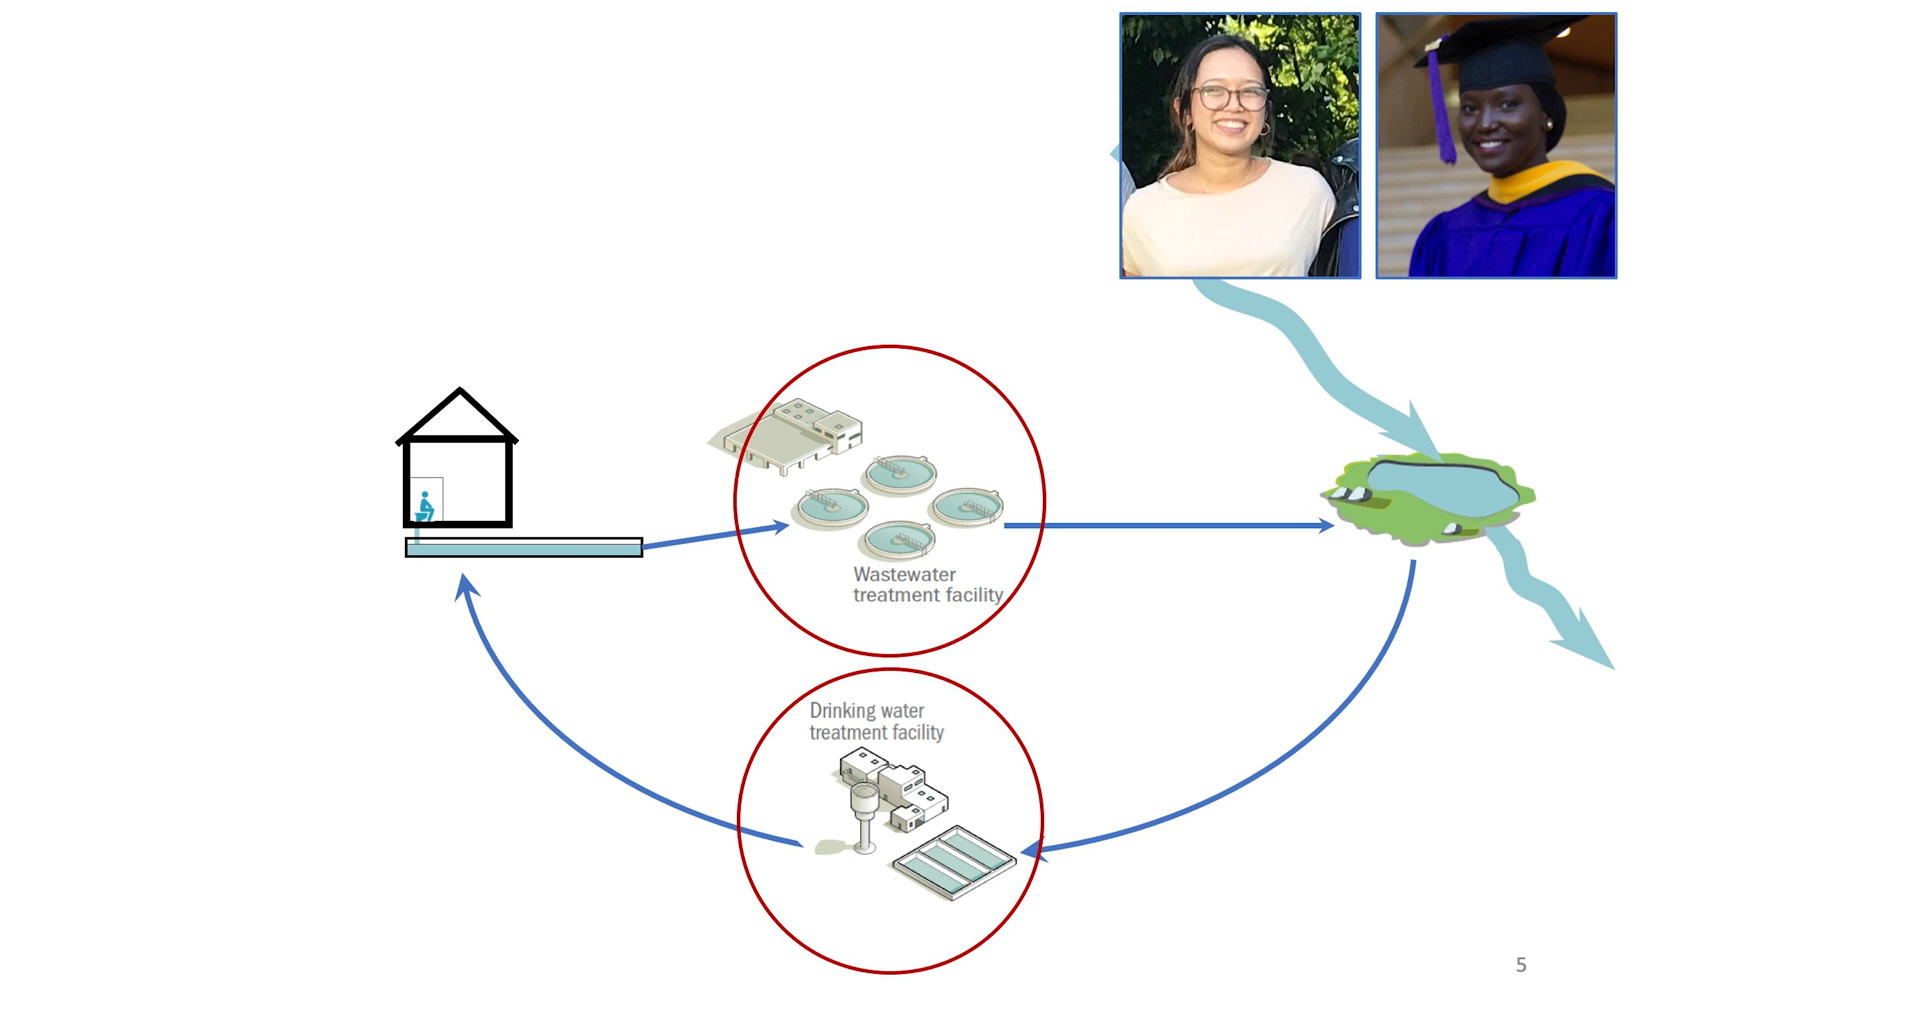 Wastewater
treatment facility
Drinking water
treatment facility
5